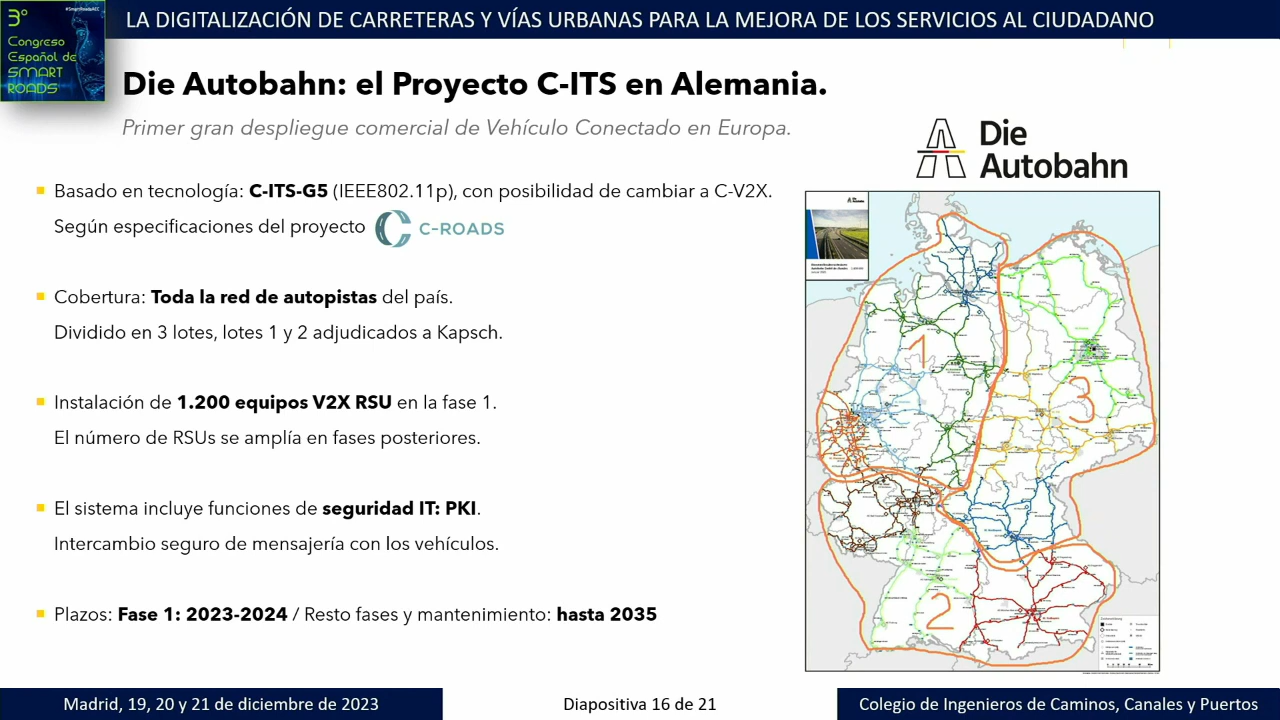 #SmartRoadsAEC
3º
Congreso
Español de
SMART
ROADS
LA DIGITALIZACIÓN DE CARRETERAS Y VÍAS URBANAS PARA LA MEJORA DE LOS SERVICIOS AL CIUDADANO
Die Autobahn: el Proyecto C-ITS en Alemania.
Primer gran despliegue comercial de Vehículo Conectado en Europa.
Die
Autobahn
Basado en tecnología: C-ITS-G5 (IEEE802.11p), con posibilidad de cambiar a C-V2X.
Según especificaciones del proyecto C-ROADS
Cobertura: Toda la red de autopistas del país.
Dividido en 3 lotes, lotes 1 y 2 adjudicados a Kapsch.
Instalación de 1.200 equipos V2X RSU en la fase 1.
El número de RSUs se amplía en fases posteriores.
El sistema incluye funciones de seguridad IT: PKI.
Intercambio seguro de mensajería con los vehículos.
Plazos: Fase 1: 2023-2024 / Resto fases y mantenimiento: hasta 2035
1
3
2
Madrid, 19, 20 y 21 de diciembre de 2023
Diapositiva 16 de 21
Colegio de Ingenieros de Caminos, Canales y Puertos